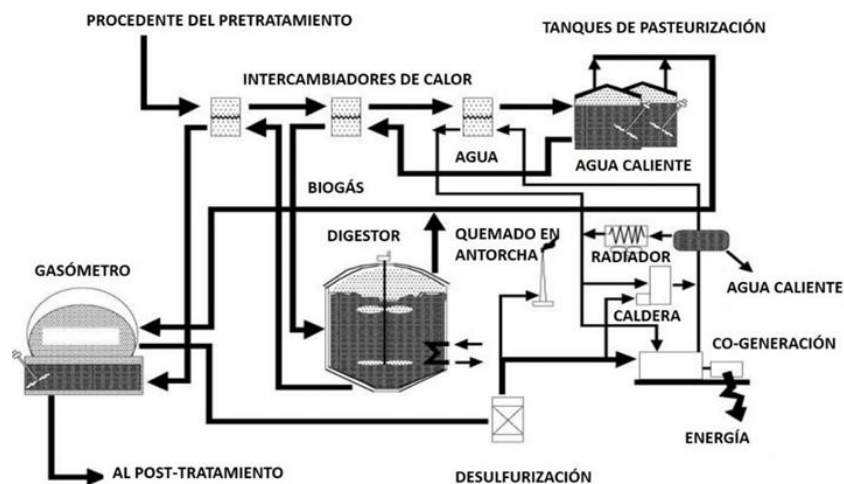 PROCEDENTE DEL PRETRATAMIENTO
TANQUES DE PASTEURIZACIÓN
INTERCAMBIADORES DE CALOR
AGUA
AGUA CALIENTE
BIOGÁS
DIGESTOR
QUEMADO EN
ANTORCHA
RADIADOR
GASÓMETRO
AGUA CALIENTE
CALDERA
CO-GENERACIÓN
ENERGÍA
AL POST-TRATAMIENTO
DESULFURIZACIÓN